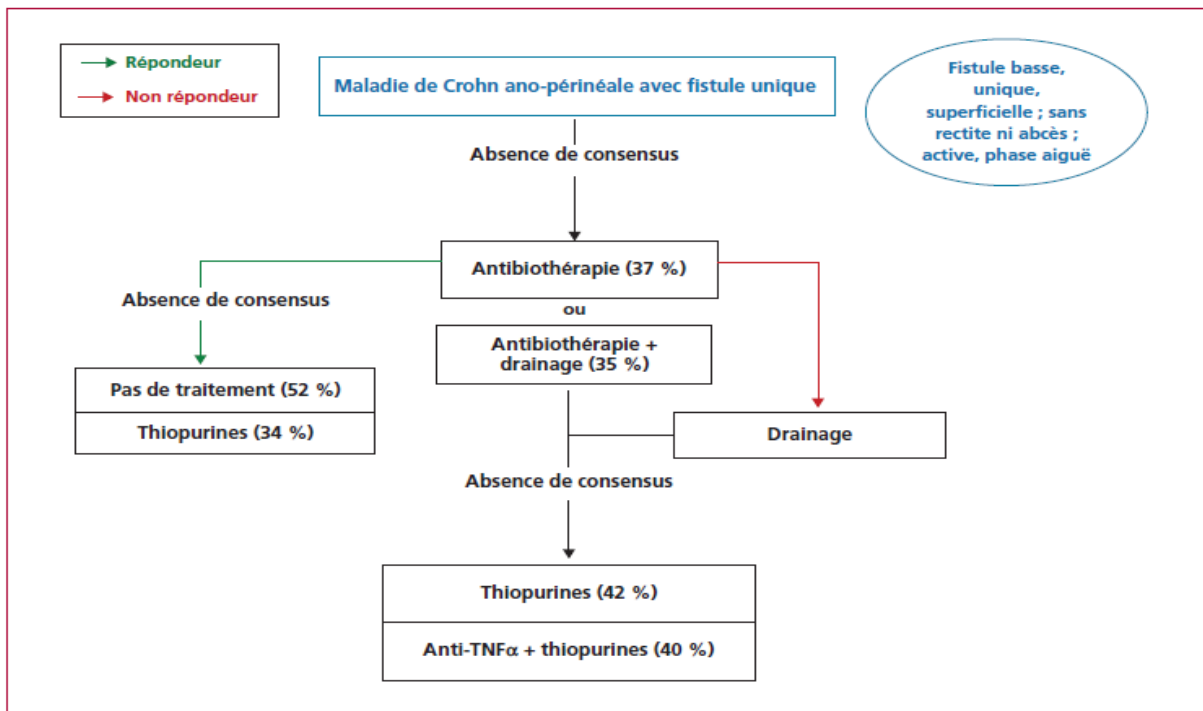 Répondeur
Non répondeur
Maladie de Crohn ano-périnéale avec fistule unique
Fistule basse,
unique,
superficielle ; sans
rectite ni abcès ;
active, phase aiguë
Absence de consensus
Antibiothérapie (37 %)
Absence de consensus
ou
Antibiothérapie +
drainage (35 %)
Pas de traitement (52 %)
Thiopurines (34 %)
Drainage
Absence de consensus
Thiopurines (42 %)
Anti-TNFα + thiopurines (40 %)